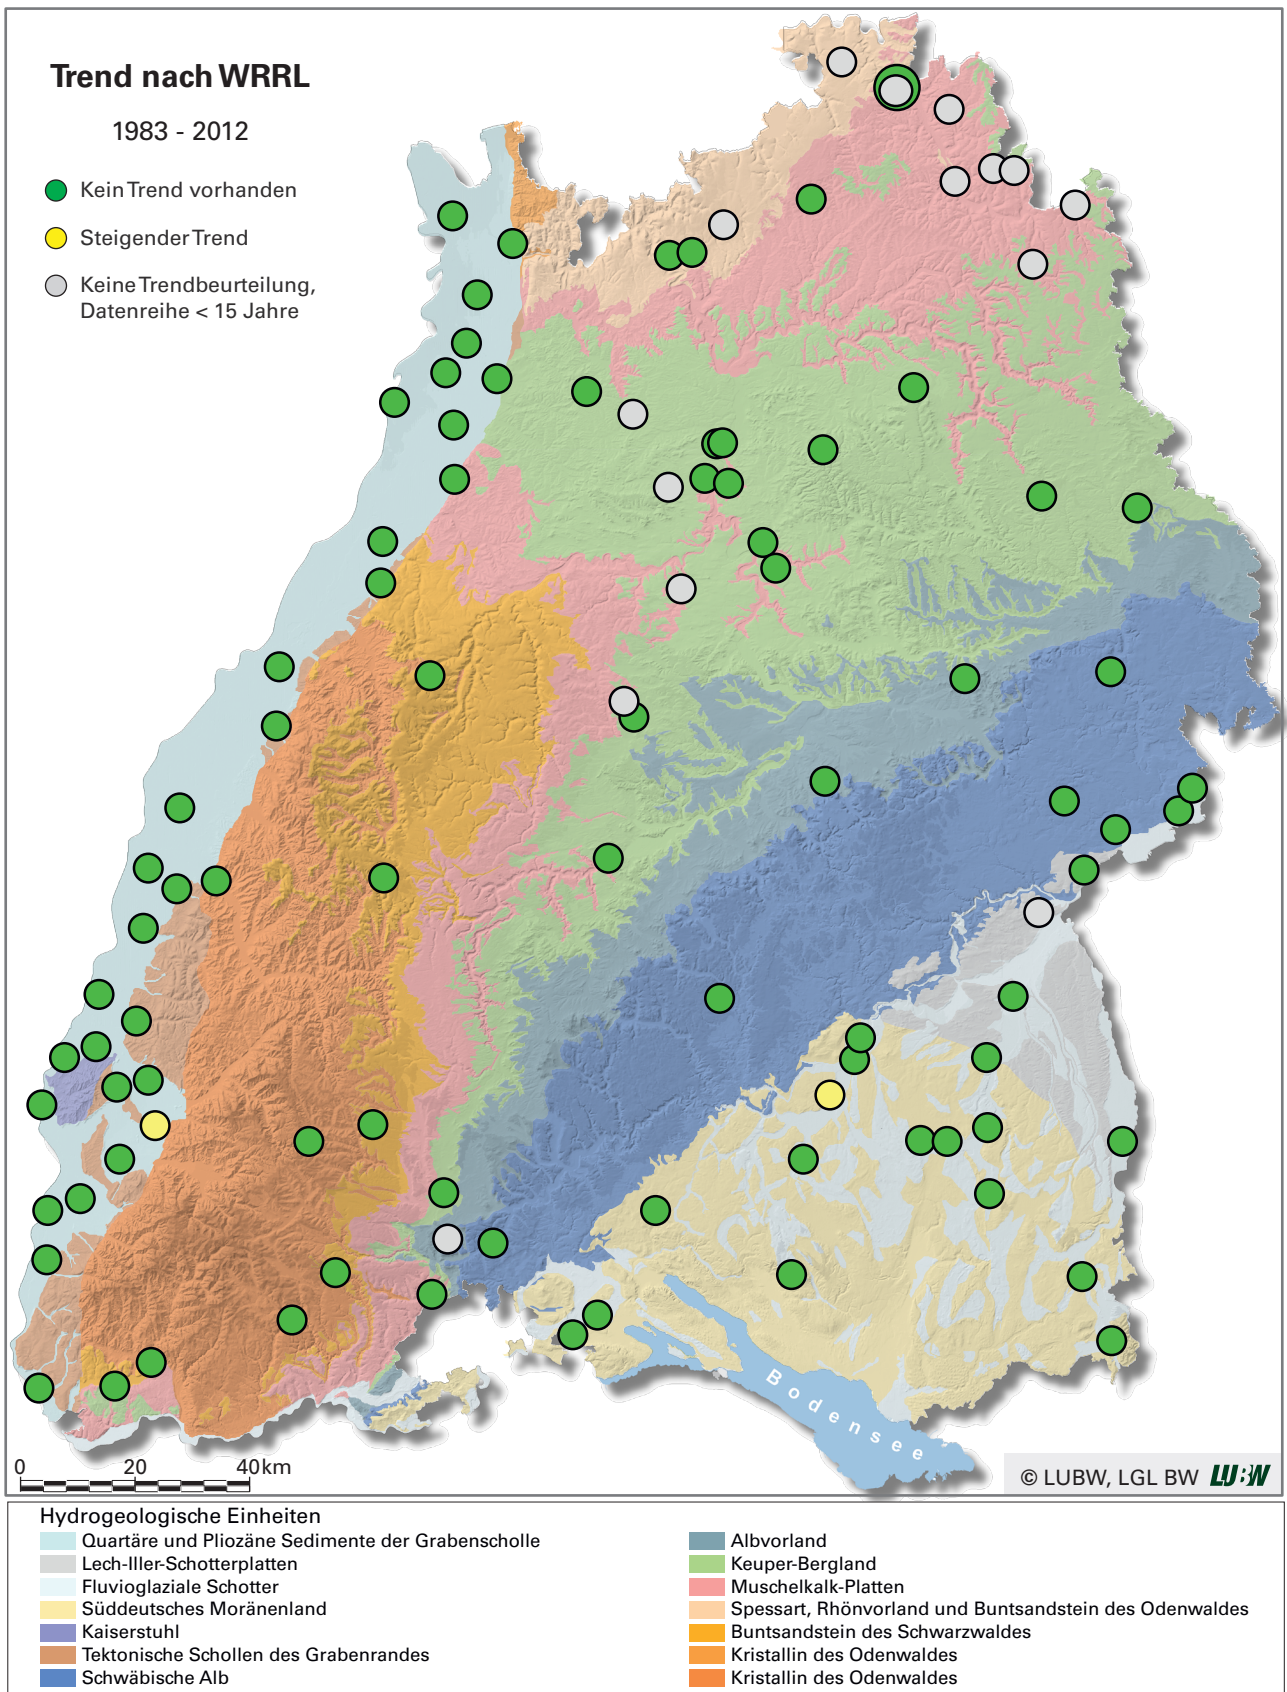 Trend nach WRRL
1983 - 2012
Kein Trend vorhanden
Steigender Trend
Keine Trendbeurteilung,
Datenreihe < 15 Jahre
Bodensee
0 20 40km
© LUBW, LGL BW LUBW
Hydrogeologische Einheiten
Quartäre und Pliozäne Sedimente der Grabenscholle
Lech-Iller-Schotterplatten
Fluvioglaziale Schotter
Süddeutsches Moränenland
Kaiserstuhl
Tektonische Schollen des Grabenrandes
Schwäbische Alb
Albvorland
Keuper-Bergland
Muschelkalk-Platten
Spessart, Rhönvorland und Buntsandstein des Odenwaldes
Buntsandstein des Schwarzwaldes
Kristallin des Odenwaldes
Kristallin des Odenwaldes